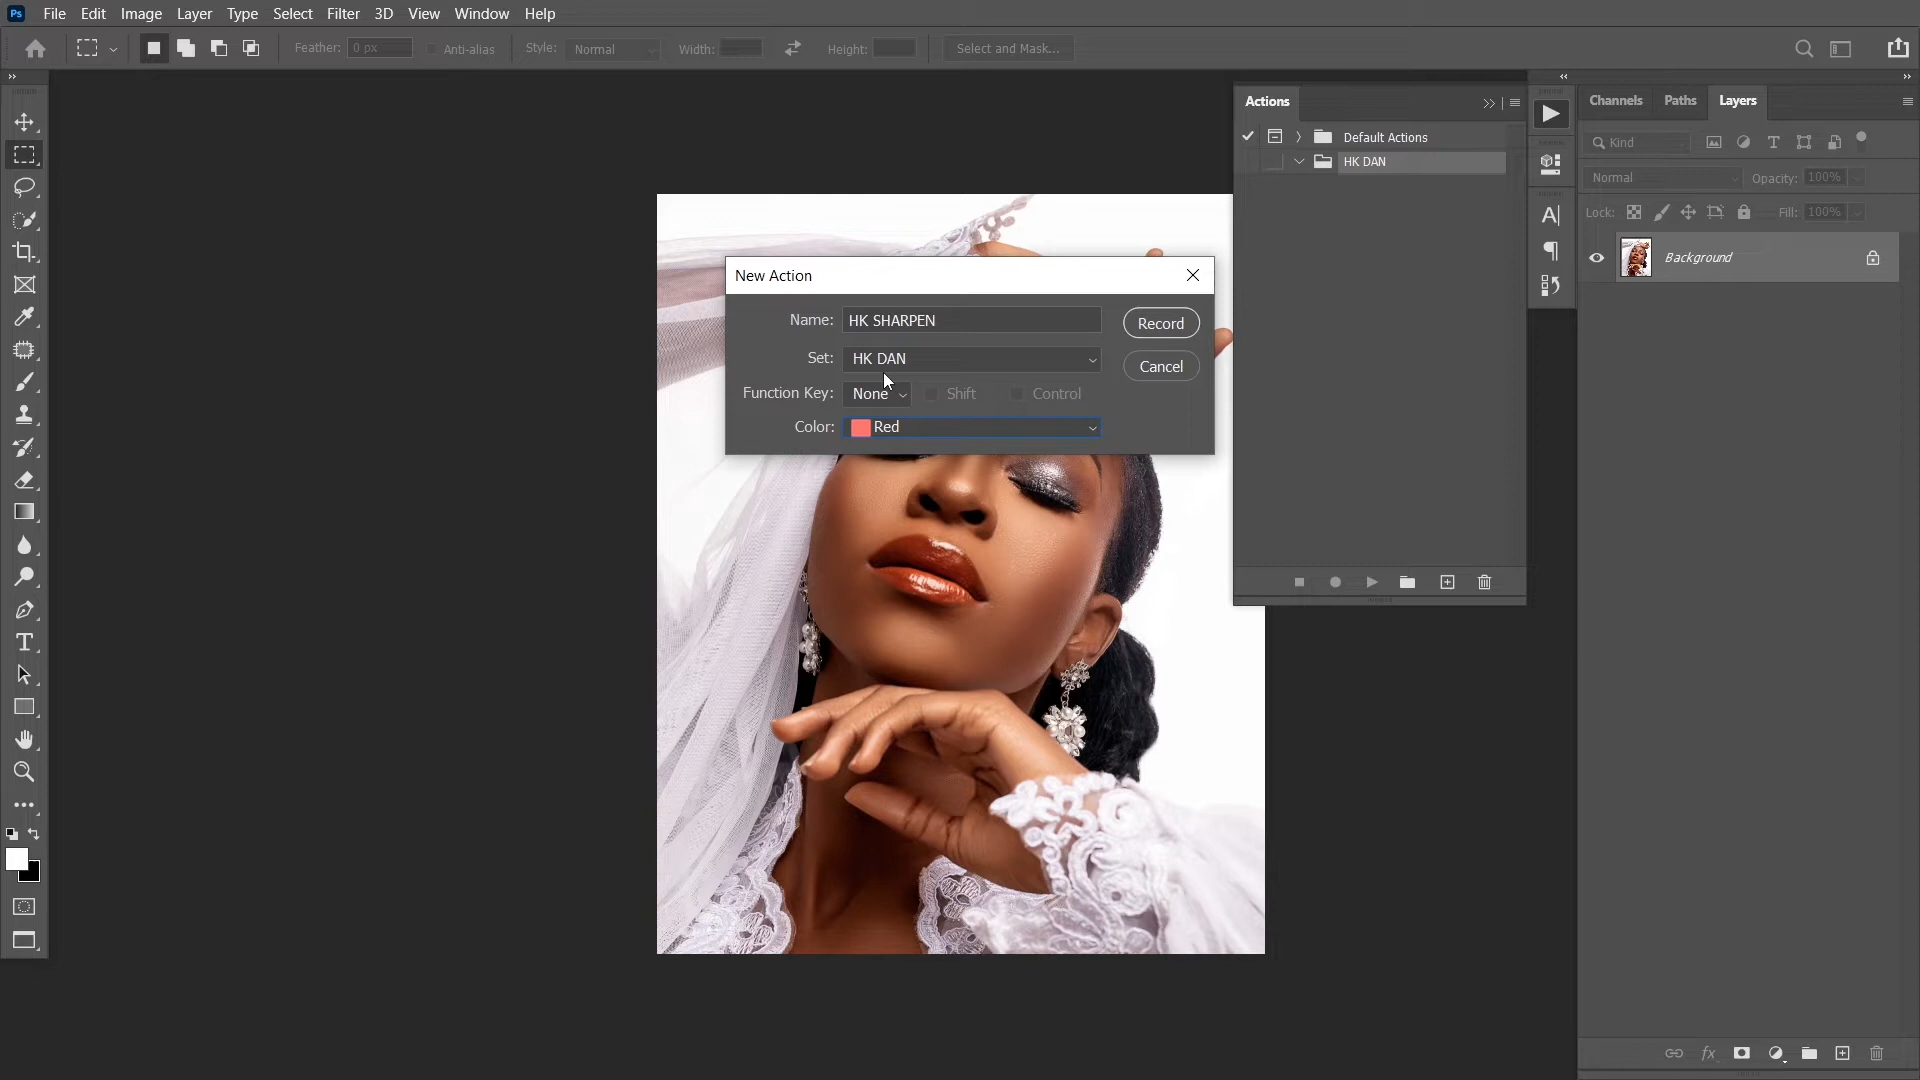 Ps File Edit Image Layer Type Select Filter 3D View Window Help
Feather: 0 px Anti-alias Style: Normal Width: Height: Select and Mask...
Actions
Default Actions
HK DAN
Channels Paths Layers
Kind
Normal Opacity: 100%
Lock: Fill: 100%
Background
New Action
Name: HK SHARPEN
Set: HK DAN
Function Key: None Shift Control
Color: Red
Record
Cancel